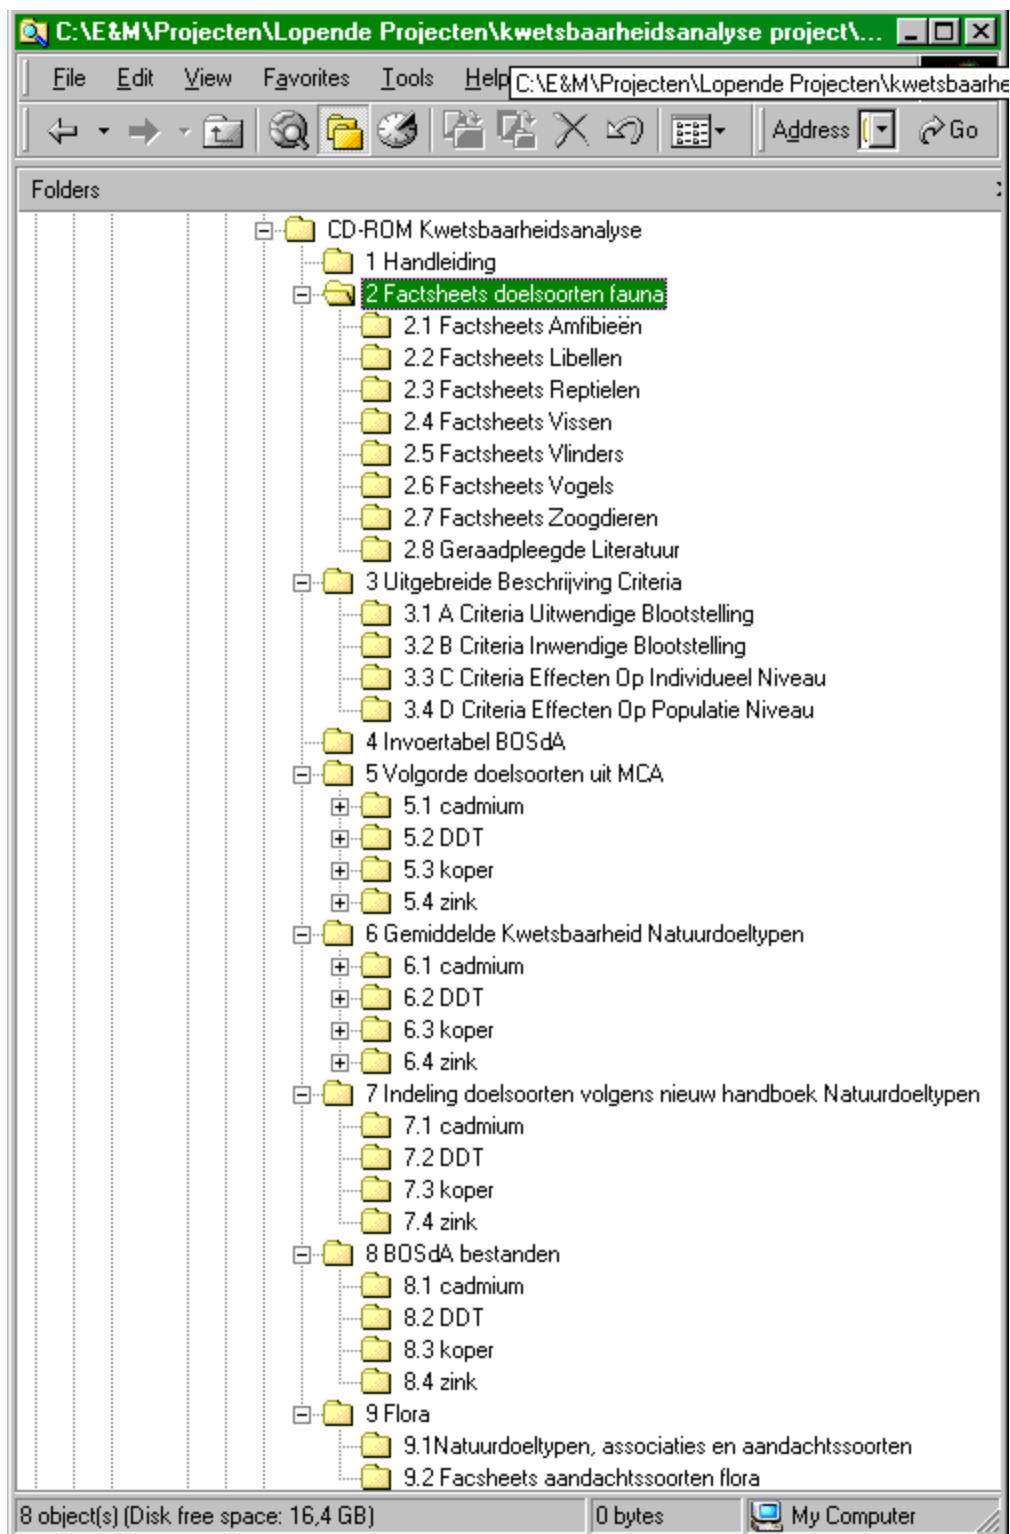 C:\E&M\Projecten\Lopende Projecten\kwetsbaarheidsanalyse project\...
File Edit View Favorites Tools Help
C:\E&M\Projecten\Lopende Projecten\kwetsbaarhe
Address Go
Folders
CD-ROM Kwetsbaarheidsanalyse
1 Handleiding
2 Factsheets doelsoorten fauna
2.1 Factsheets Amfibieën
2.2 Factsheets Libellen
2.3 Factsheets Reptielen
2.4 Factsheets Vissen
2.5 Factsheets Vlinders
2.6 Factsheets Vogels
2.7 Factsheets Zoogdieren
2.8 Geraadpleegde Literatuur
3 Uitgebreide Beschrijving Criteria
3.1 A Criteria Uitwendige Blootstelling
3.2 B Criteria Inwendige Blootstelling
3.3 C Criteria Effecten Op Individueel Niveau
3.4 D Criteria Effecten Op Populatie Niveau
4 Invoertabel BOSdA
5 Volgorde doelsoorten uit MCA
5.1 cadmium
5.2 DDT
5.3 koper
5.4 zink
6 Gemiddelde Kwetsbaarheid Natuurdoeltypen
6.1 cadmium
6.2 DDT
6.3 koper
6.4 zink
7 Indeling doelsoorten volgens nieuw handboek Natuurdoeltypen
7.1 cadmium
7.2 DDT
7.3 koper
7.4 zink
8 BOSdA bestanden
8.1 cadmium
8.2 DDT
8.3 koper
8.4 zink
9 Flora
9.1Natuurdoeltypen, associaties en aandachtssoorten
9.2 Facsheets aandachtssoorten flora
8 object(s) (Disk free space: 16,4 GB) 0 bytes My Computer